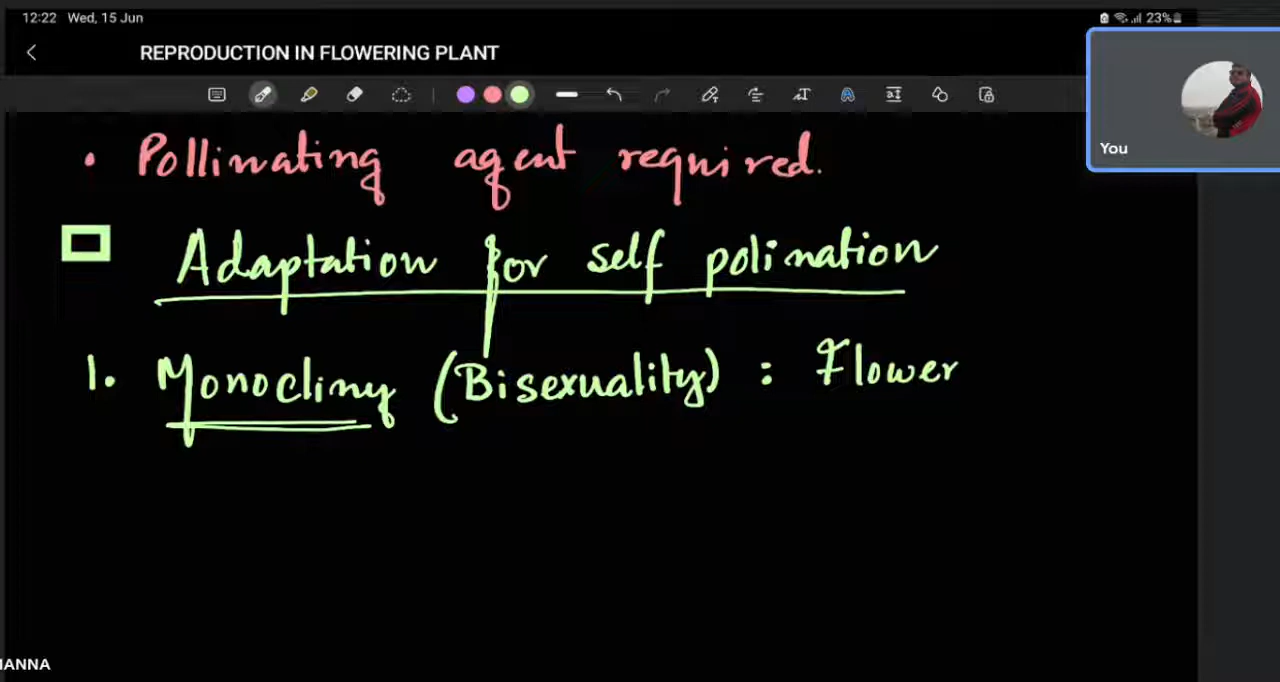 12:22 Wed, 15 Jun 23%
REPRODUCTION IN FLOWERING PLANT
You
• Pollinating agent required.
Adaptation for self polination
1. Monocliny (Bisexuality) : Flower
IANNA